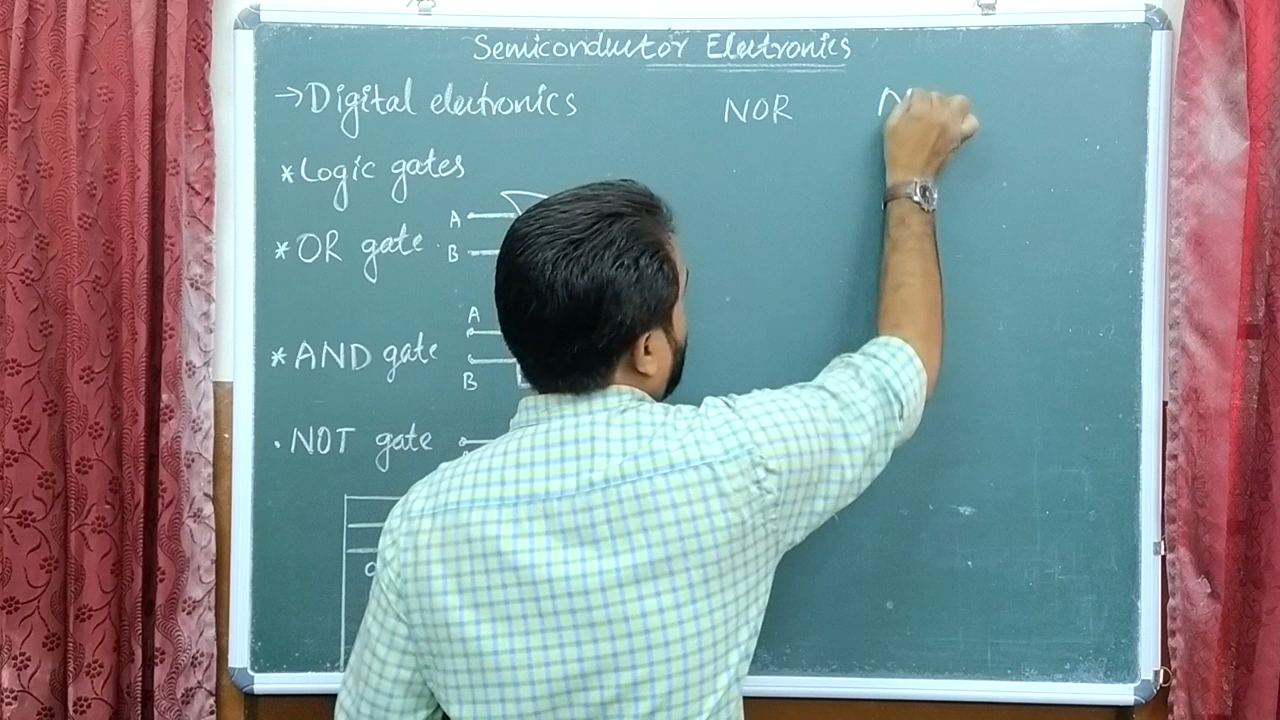 Semiconductor Electronics
→Digital electronics
NOR N
*Logic gates
A
*OR gate
B
A
*AND gate
B
.NOT gate